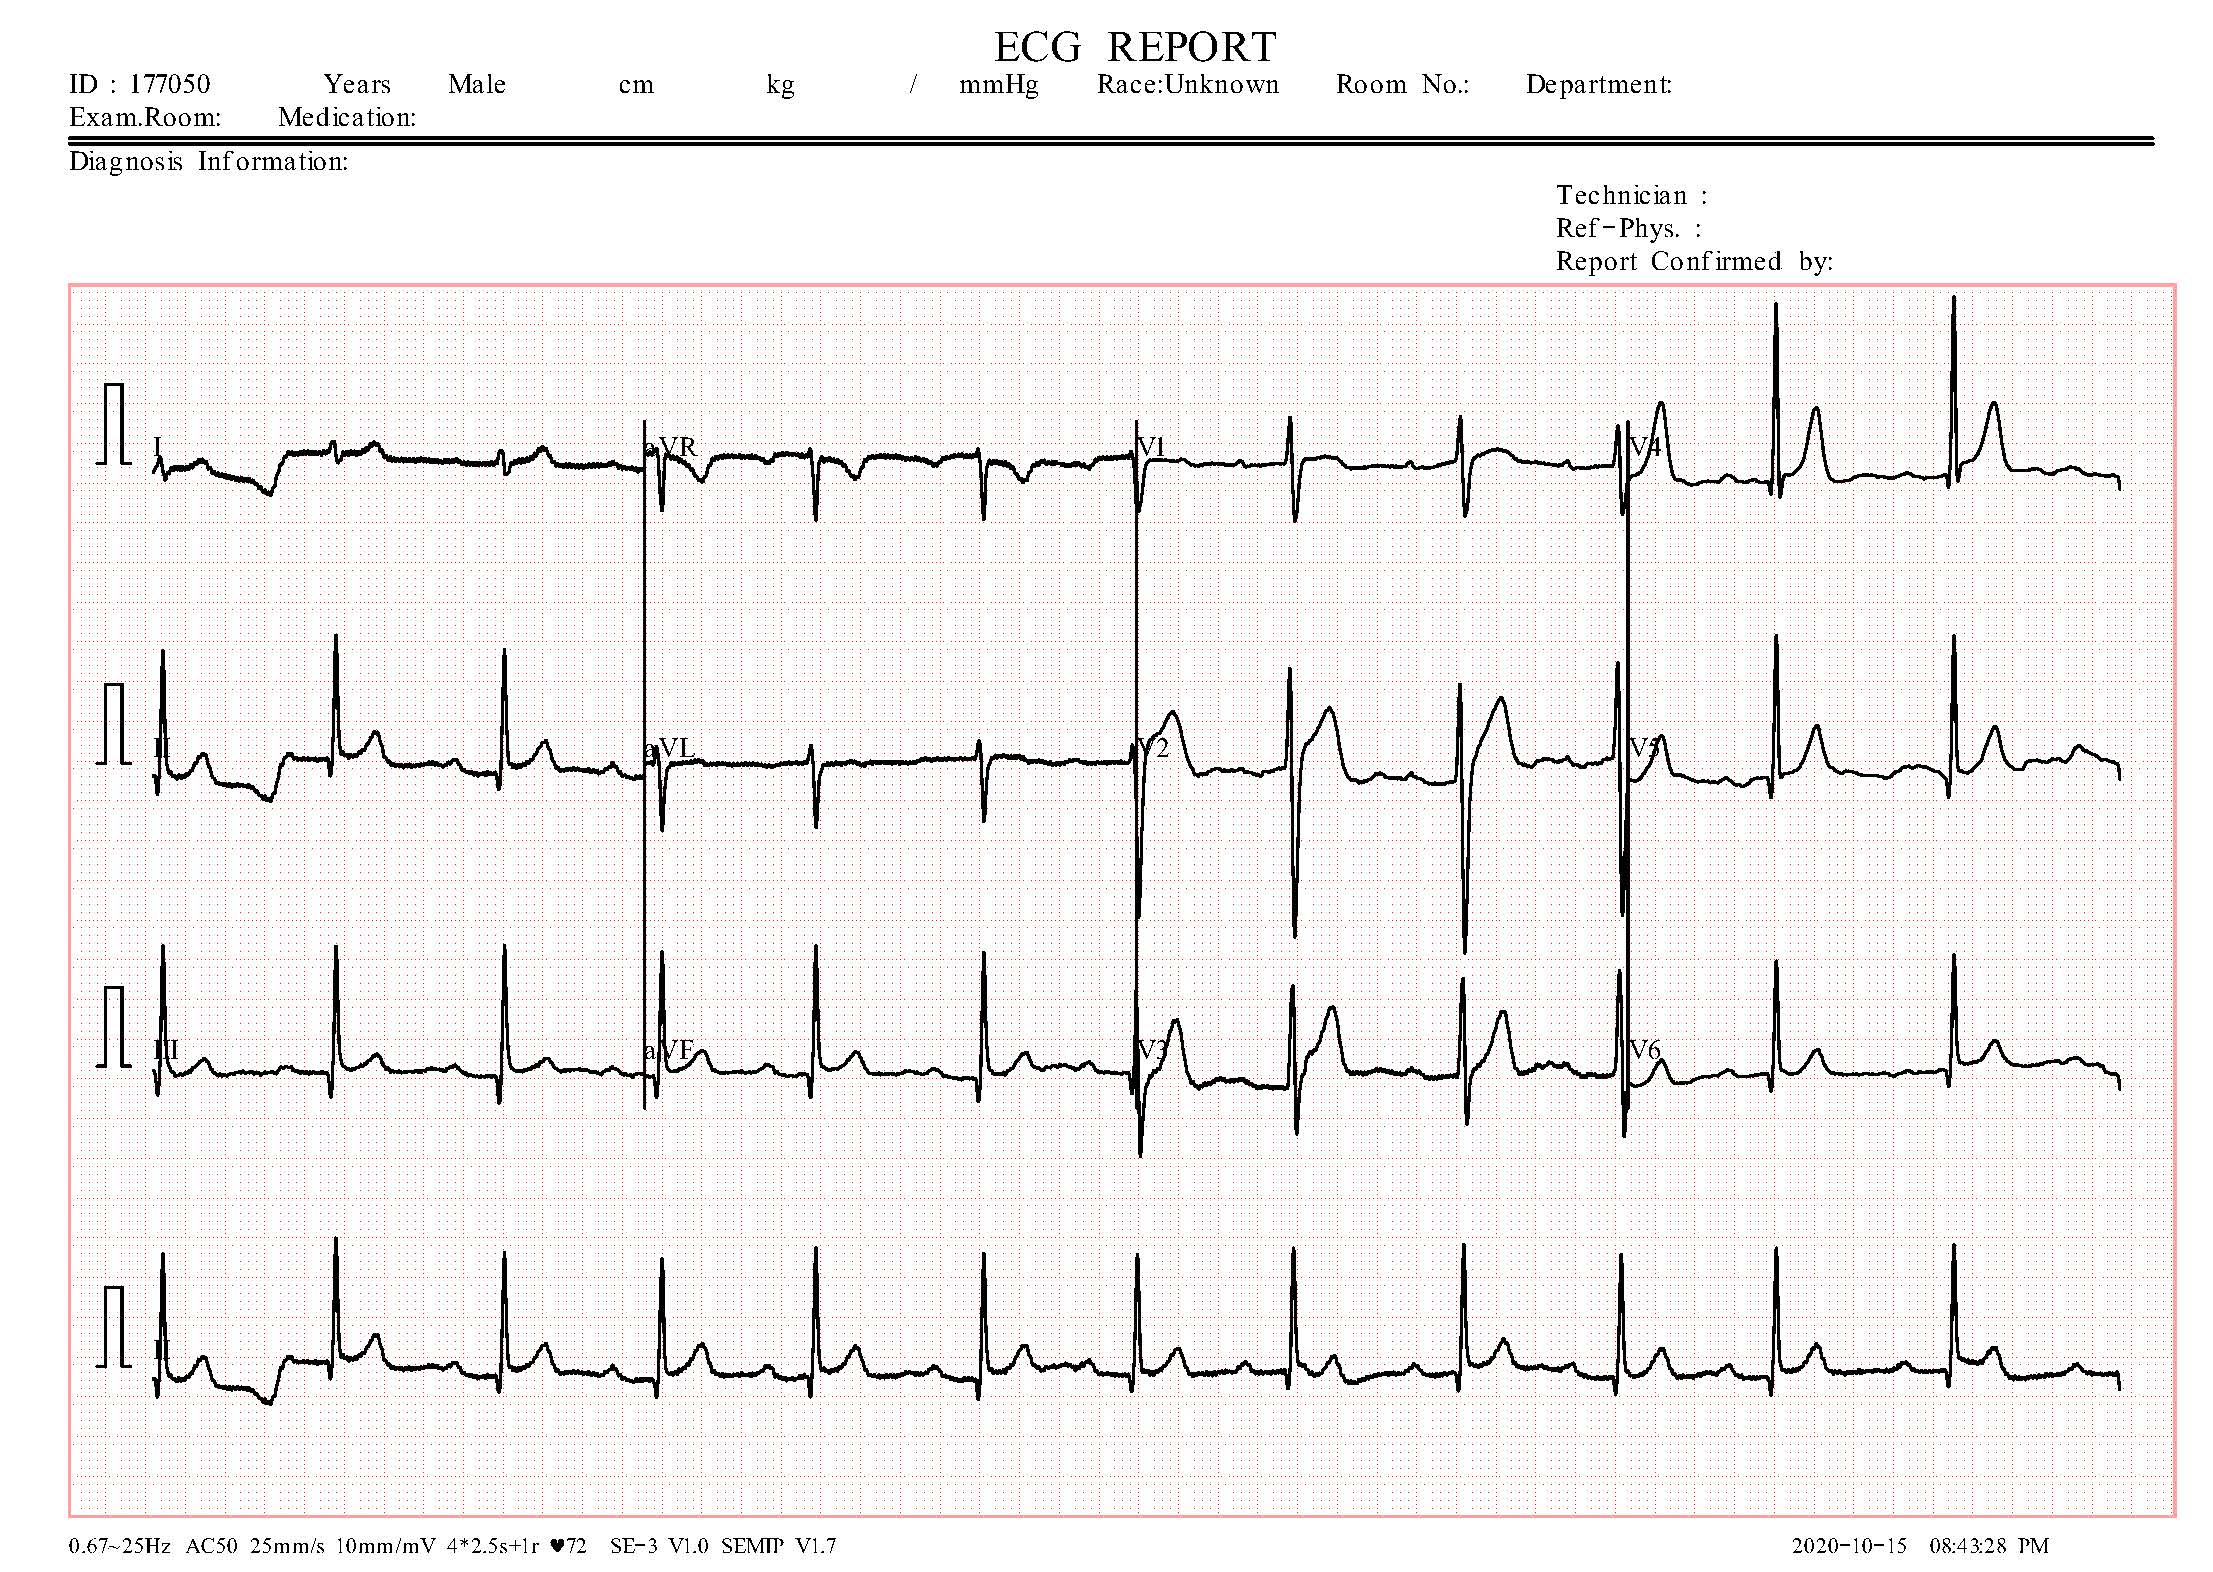 ECG REPORT
ID : 177050 Years Male cm kg / mmHg Race:Unknown Room No.: Department:
Exam.Room: Medication:
Diagnosis Information:
Technician :
Ref-Phys. :
Report Confirmed by:
I aVR V1 V4
II aVL V2 V5
III aVF V3 V6
II
0.67~25Hz AC50 25mm/s 10mm/mV 4*2.5s+1r ♥72 SE-3 V1.0 SEMIP V1.7 2020-10-15 08:43:28 PM